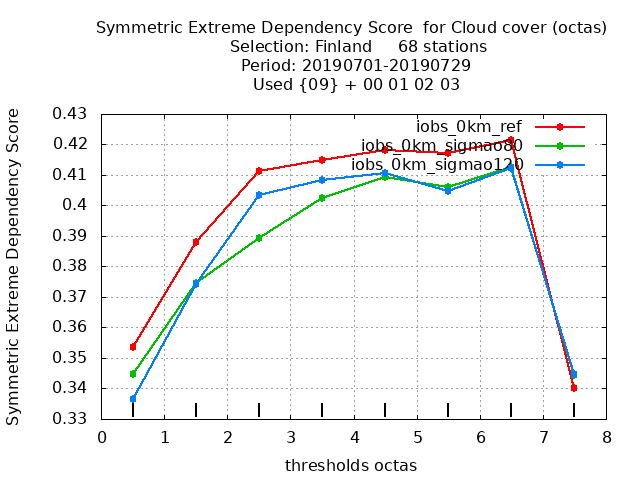 Symmetric Extreme Dependency Score  for Cloud cover (octas)
Selection: Finland     68 stations
Period: 20190701-20190729
Used {09} + 00 01 02 03
Symmetric Extreme Dependency Score
0.43
0.42
0.41
0.4
0.39
0.38
0.37
0.36
0.35
0.34
0.33
iobs_0km_ref
iobs_0km_sigmao80
iobs_0km_sigmao120
0 1 2 3 4 5 6 7 8
thresholds octas